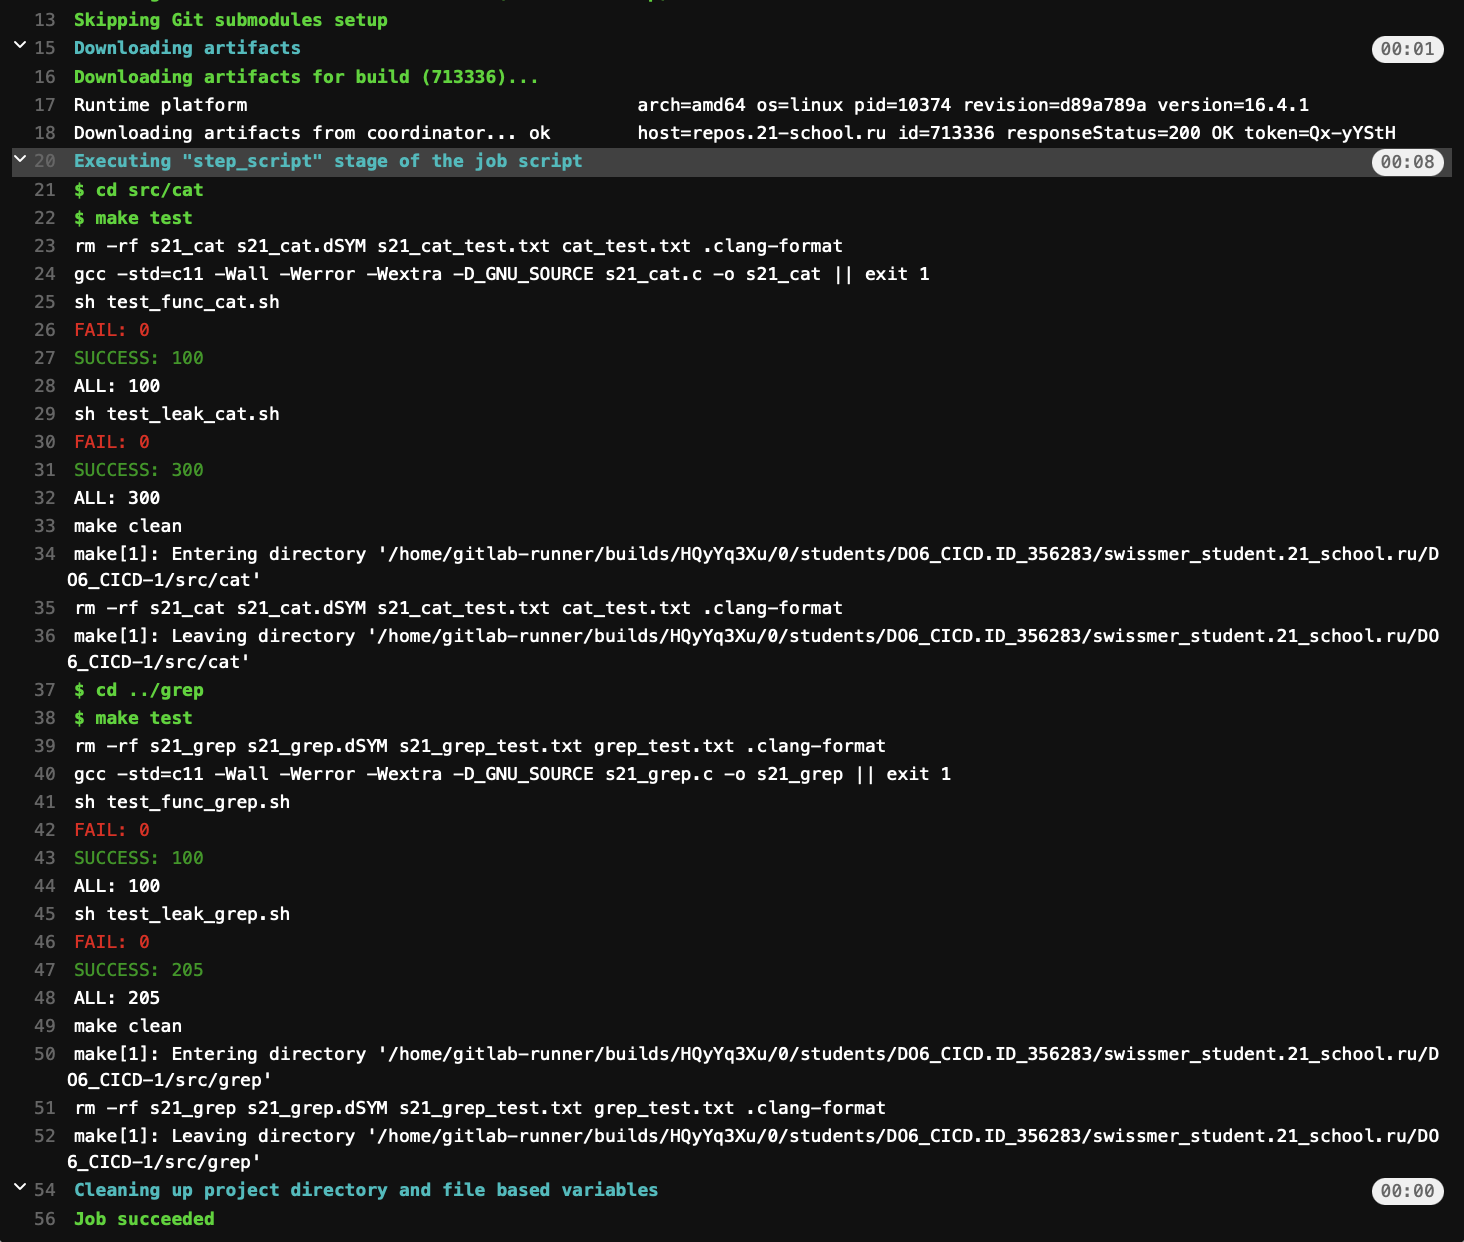 13 Skipping Git submodules setup
15 Downloading artifacts 00:01
16 Downloading artifacts for build (713336)...
17 Runtime platform arch=amd64 os=linux pid=10374 revision=d89a789a version=16.4.1
18 Downloading artifacts from coordinator... ok host=repos.21-school.ru id=713336 responseStatus=200 OK token=Qx-yYStH
20 Executing "step_script" stage of the job script 00:08
21 $ cd src/cat
22 $ make test
23 rm -rf s21_cat s21_cat.dSYM s21_cat_test.txt cat_test.txt .clang-format
24 gcc -std=c11 -Wall -Werror -Wextra -D_GNU_SOURCE s21_cat.c -o s21_cat || exit 1
25 sh test_func_cat.sh
26 FAIL: 0
27 SUCCESS: 100
28 ALL: 100
29 sh test_leak_cat.sh
30 FAIL: 0
31 SUCCESS: 300
32 ALL: 300
33 make clean
34 make[1]: Entering directory '/home/gitlab-runner/builds/HQyYq3Xu/0/students/DO6_CICD.ID_356283/swissmer_student.21_school.ru/D
O6_CICD-1/src/cat'
35 rm -rf s21_cat s21_cat.dSYM s21_cat_test.txt cat_test.txt .clang-format
36 make[1]: Leaving directory '/home/gitlab-runner/builds/HQyYq3Xu/0/students/DO6_CICD.ID_356283/swissmer_student.21_school.ru/DO
6_CICD-1/src/cat'
37 $ cd ../grep
38 $ make test
39 rm -rf s21_grep s21_grep.dSYM s21_grep_test.txt grep_test.txt .clang-format
40 gcc -std=c11 -Wall -Werror -Wextra -D_GNU_SOURCE s21_grep.c -o s21_grep || exit 1
41 sh test_func_grep.sh
42 FAIL: 0
43 SUCCESS: 100
44 ALL: 100
45 sh test_leak_grep.sh
46 FAIL: 0
47 SUCCESS: 205
48 ALL: 205
49 make clean
50 make[1]: Entering directory '/home/gitlab-runner/builds/HQyYq3Xu/0/students/DO6_CICD.ID_356283/swissmer_student.21_school.ru/D
O6_CICD-1/src/grep'
51 rm -rf s21_grep s21_grep.dSYM s21_grep_test.txt grep_test.txt .clang-format
52 make[1]: Leaving directory '/home/gitlab-runner/builds/HQyYq3Xu/0/students/DO6_CICD.ID_356283/swissmer_student.21_school.ru/DO
6_CICD-1/src/grep'
54 Cleaning up project directory and file based variables 00:00
56 Job succeeded